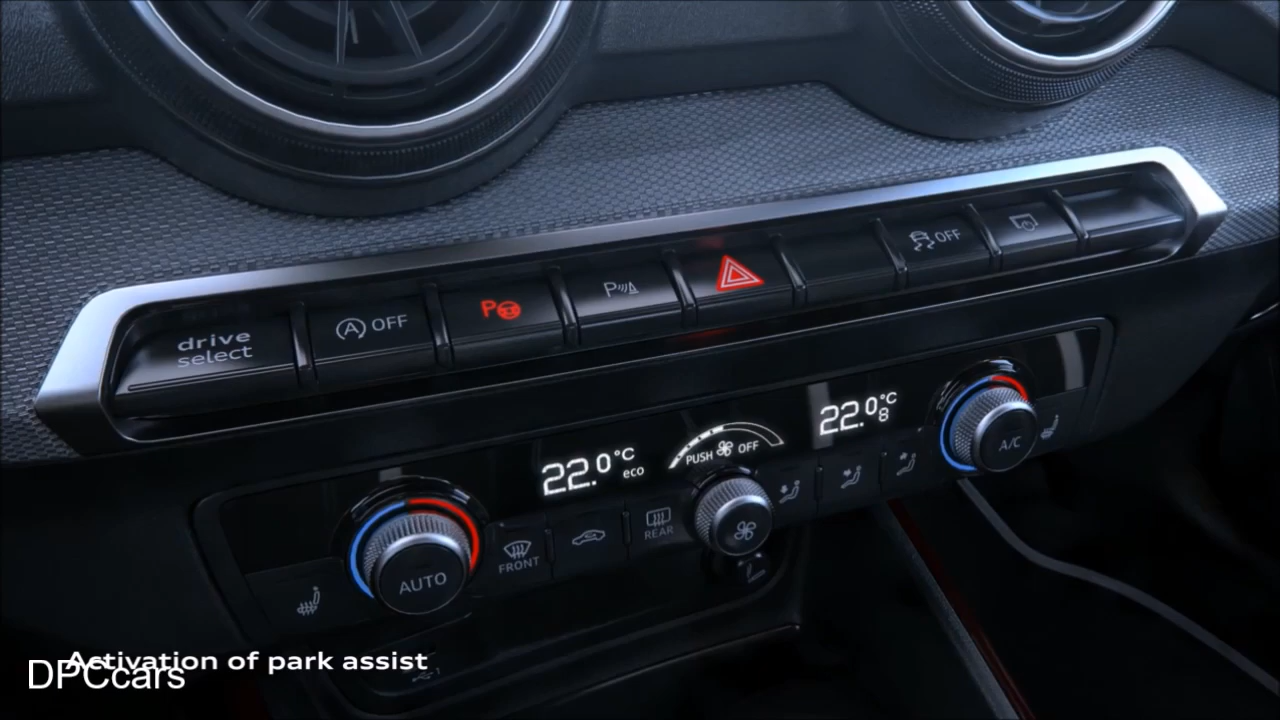 drive
select
A OFF
P
P
OFF
22.0°C
eco
PUSH OFF
22.0°C
8
A/C
AUTO
FRONT
REAR
Activation of park assist
DPCcars